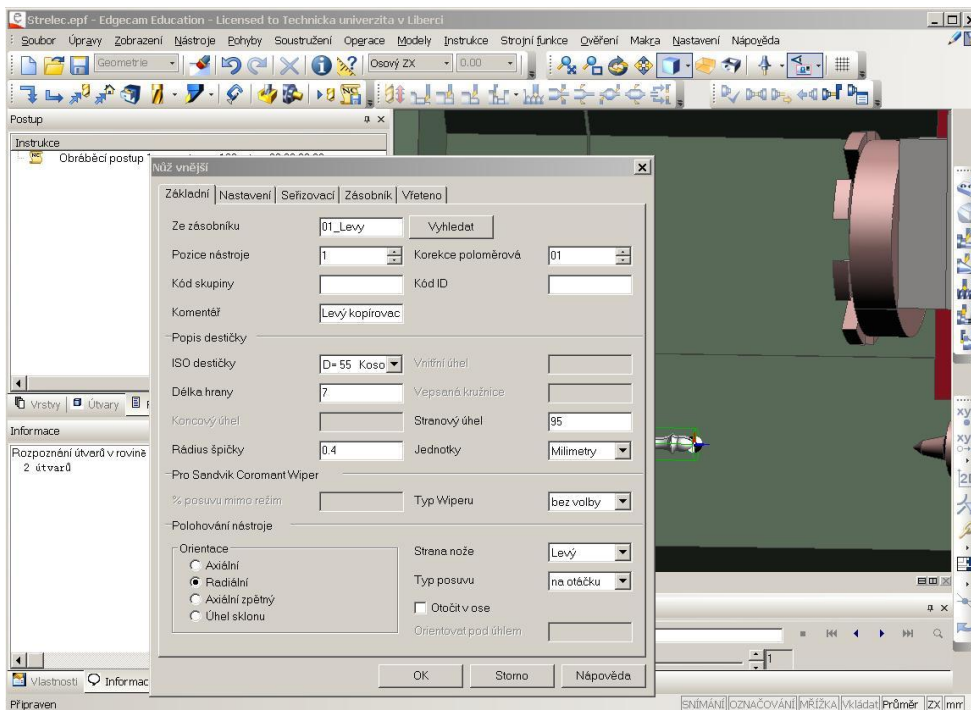 Strelec.epf - Edgecam Education - Licensed to Technicka univerzita v Liberci
Soubor Úpravy Zobrazení Nástroje Pohyby Soustružení Operace Modely Instrukce Strojní funkce Ověření Makra Nastavení Nápověda
Geometrie Osový ZX 0.00
Postup
Instrukce
Obráběcí postup
Nůž vnější
Základní Nastavení Seřizovací Zásobník Vřeteno
Ze zásobníku 01_Levy Vyhledat
Pozice nástroje 1 Korekce poloměrová 01
Kód skupiny Kód ID
Komentář Levý kopírovac
Popis destičky
ISO destičky D= 55 Koso Vnitřní úhel
Délka hrany 7 Vepsaná kružnice
Koncový úhel Stranový úhel 95
Rádius špičky 0.4 Jednotky Milimetry
Pro Sandvik Coromant Wiper
% posuvu mimo režim Typ Wiperu bez volby
Polohování nástroje
Orientace Strana nože Levý
Axiální
Radiální Typ posuvu na otáčku
Axiální zpětný Otočit v ose
Úhel sklonu
Orientovat pod úhlem
OK Storno Nápověda
Vrstvy Útvary
Informace
Rozpoznání útvarů v rovině
2 útvarů
1
Vlastnosti Informac
Připraven SNÍMÁNÍ OZNAČOVÁNÍ MŘÍŽKA Vkládat Průměr ZX mm